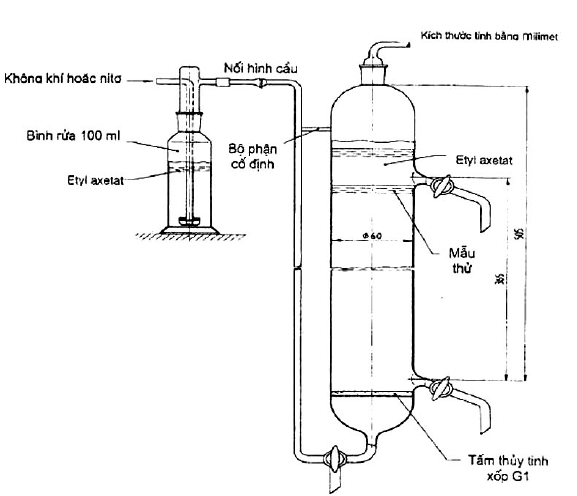 Kích thước tính bằng milimet
Không khí hoặc nitơ
Nối hình cầu
Bình rửa 100 ml
Etyl axetat
Bộ phận
cố định
Etyl axetat
Mẫu
thử
ø60
365
505
Tấm thủy tinh
xốp G1